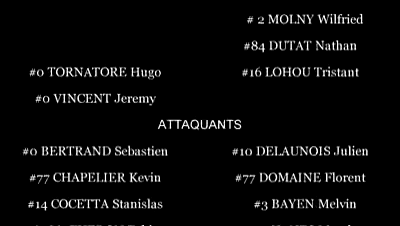 # 2 MOLNY Wilfried
#84 DUTAT Nathan
#0 TORNATORE Hugo #16 LOHOU Tristant
#0 VINCENT Jeremy
ATTAQUANTS
#0 BERTRAND Sebastien #10 DELAUNOIS Julien
#77 CHAPELIER Kevin #77 DOMAINE Florent
#14 COCETTA Stanislas #3 BAYEN Melvin